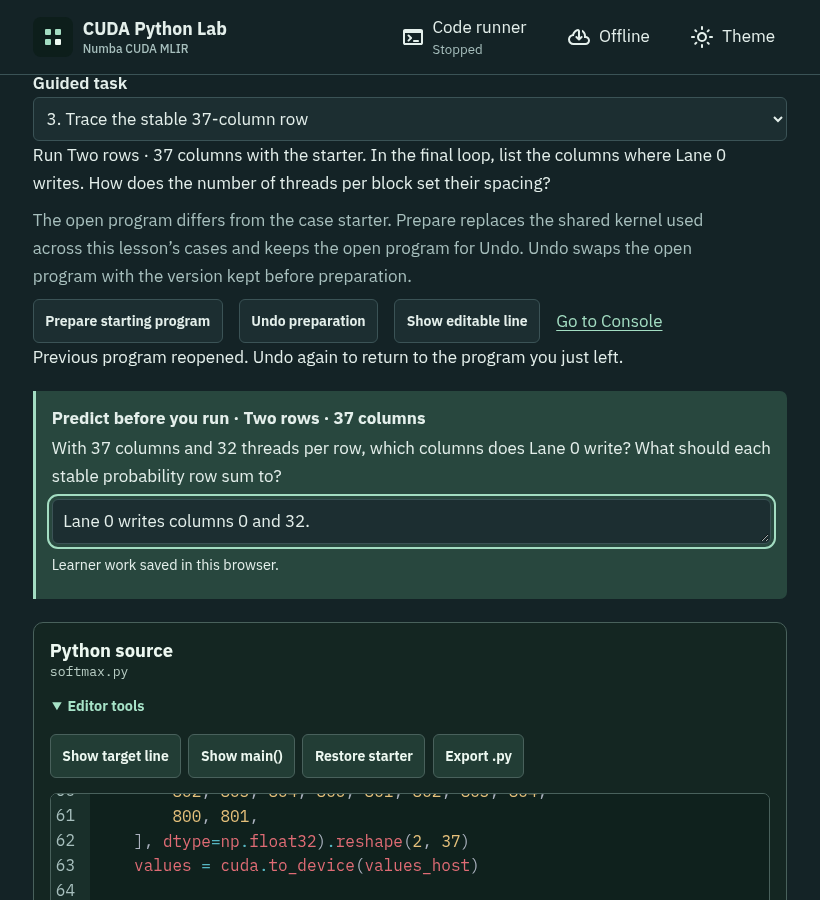 CUDA Python Lab
Numba CUDA MLIR
Code runner
Stopped
Offline
Theme
Guided task
3. Trace the stable 37-column row
Run Two rows · 37 columns with the starter. In the final loop, list the columns where Lane 0
writes. How does the number of threads per block set their spacing?
The open program differs from the case starter. Prepare replaces the shared kernel used
across this lesson’s cases and keeps the open program for Undo. Undo swaps the open
program with the version kept before preparation.
Prepare starting program
Undo preparation
Show editable line
Go to Console
Previous program reopened. Undo again to return to the program you just left.
Predict before you run · Two rows · 37 columns
With 37 columns and 32 threads per row, which columns does Lane 0 write? What should each
stable probability row sum to?
Lane 0 writes columns 0 and 32.
Learner work saved in this browser.
Python source
softmax.py
▼ Editor tools
Show target line
Show main()
Restore starter
Export .py
61 800, 801,
62 ], dtype=np.float32).reshape(2, 37)
63 values = cuda.to_device(values_host)
64